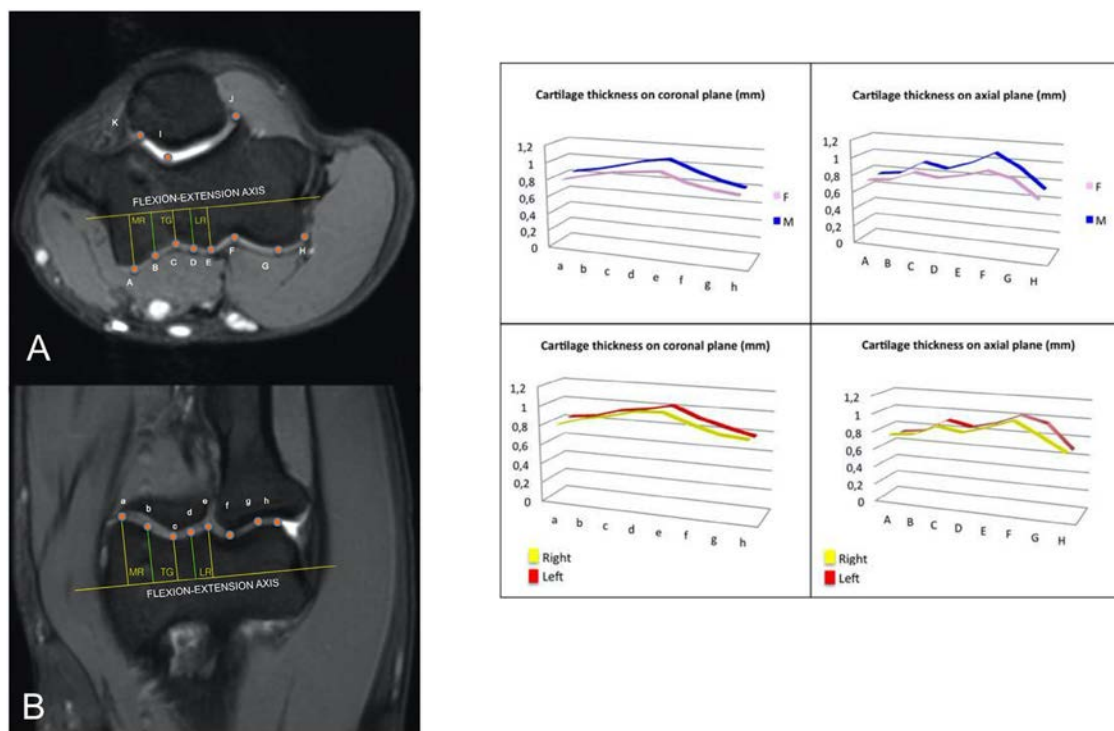 J
K
I
FLEXION-EXTENSION AXIS
MR TG LR
A B C D E F G H
A
a b c d e f g h
MR TG LR
FLEXION-EXTENSION AXIS
B
Cartilage thickness on coronal plane (mm)
1,2
1
0,8
0,6
0,4
0,2
0
a b c d e f g h
F
M
Cartilage thickness on axial plane (mm)
1,2
1
0,8
0,6
0,4
0,2
0
A B C D E F G H
F
M
Cartilage thickness on coronal plane (mm)
1,2
1
0,8
0,6
0,4
0,2
0
a b c d e f g h
Right
Left
Cartilage thickness on axial plane (mm)
1,2
1
0,8
0,6
0,4
0,2
0
A B C D E F G H
Right
Left